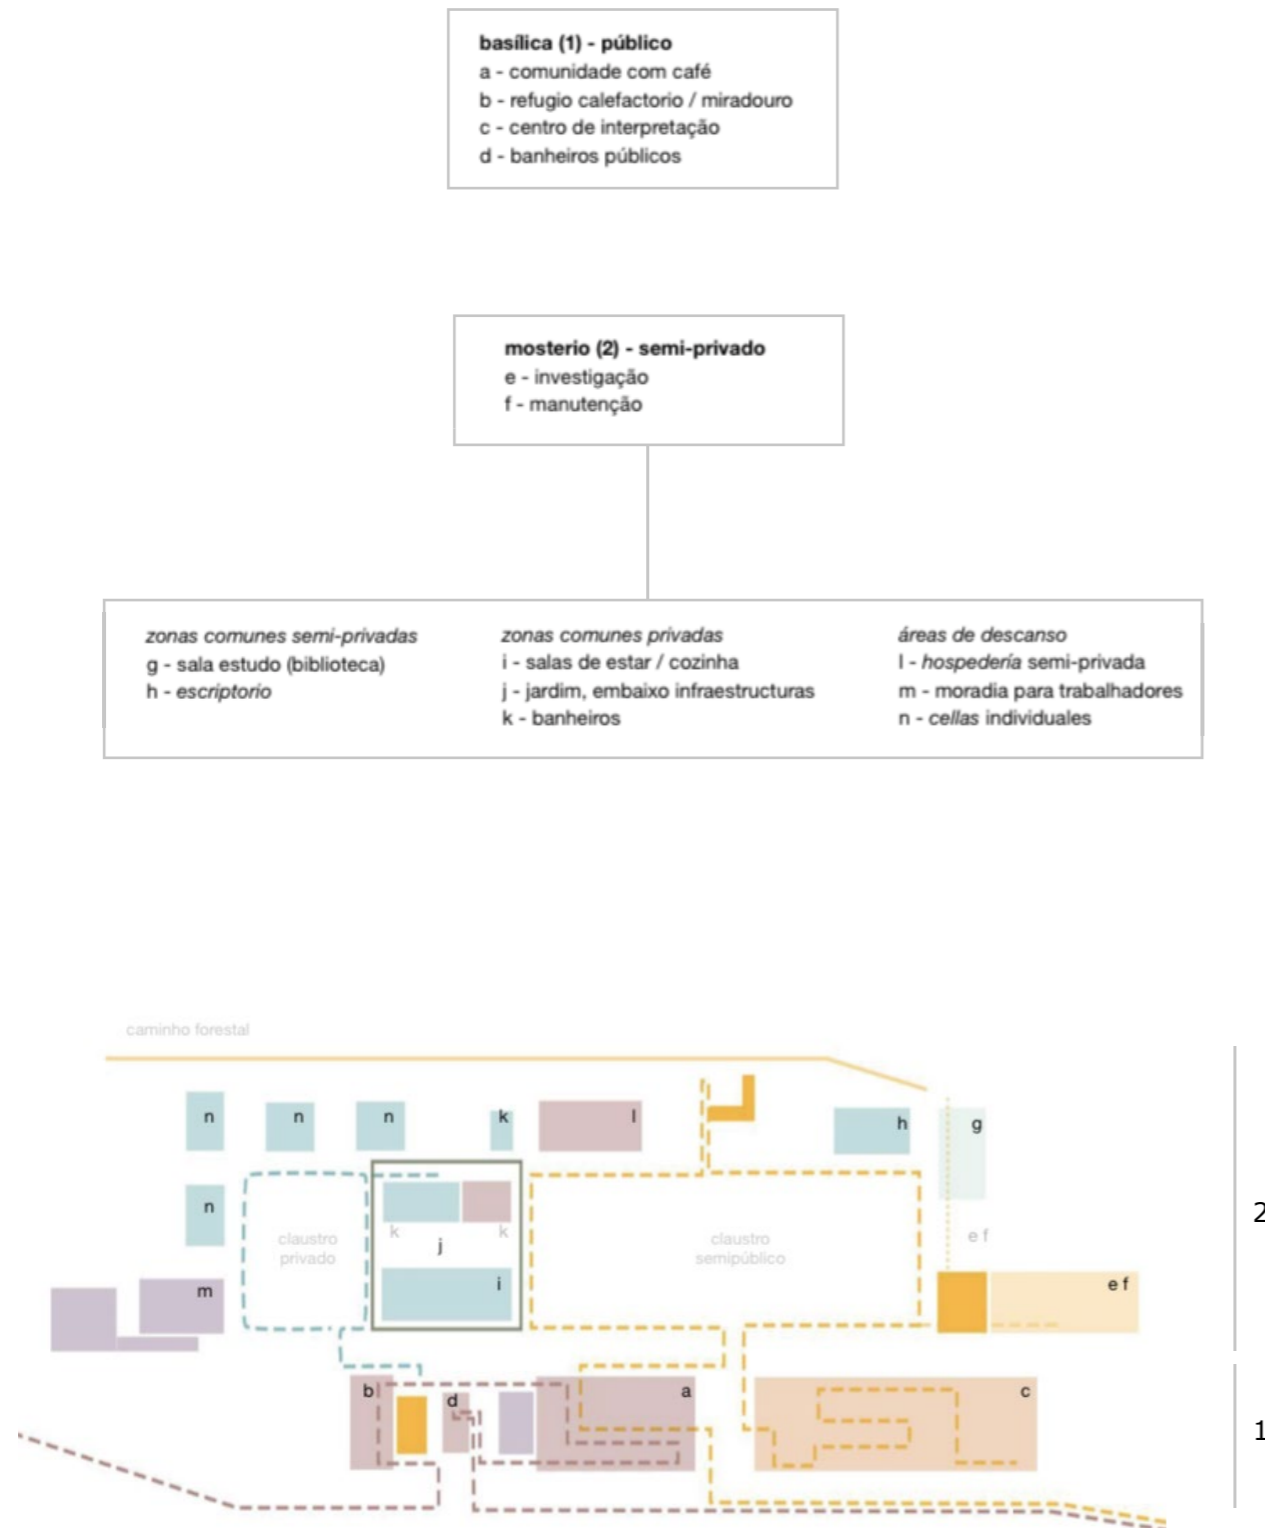 basílica (1) - público
a - comunidade com café
b - refugio calefactorio / miradouro
c - centro de interpretação
d - banheiros públicos
mosterio (2) - semi-privado
e - investigação
f - manutenção
zonas comunes semi-privadas
g - sala estudo (biblioteca)
h - escriptorio
zonas comunes privadas
i - salas de estar / cozinha
j - jardim, embaixo infraestructuras
k - banheiros
áreas de descanso
l - hospedería semi-privada
m - moradia para trabalhadores
n - cellas individuales
caminho forestal
n
n
n
k
l
h
g
n
k
k
j
claustro
privado
claustro
semipúblico
e f
2
m
i
e f
b
d
a
c
1